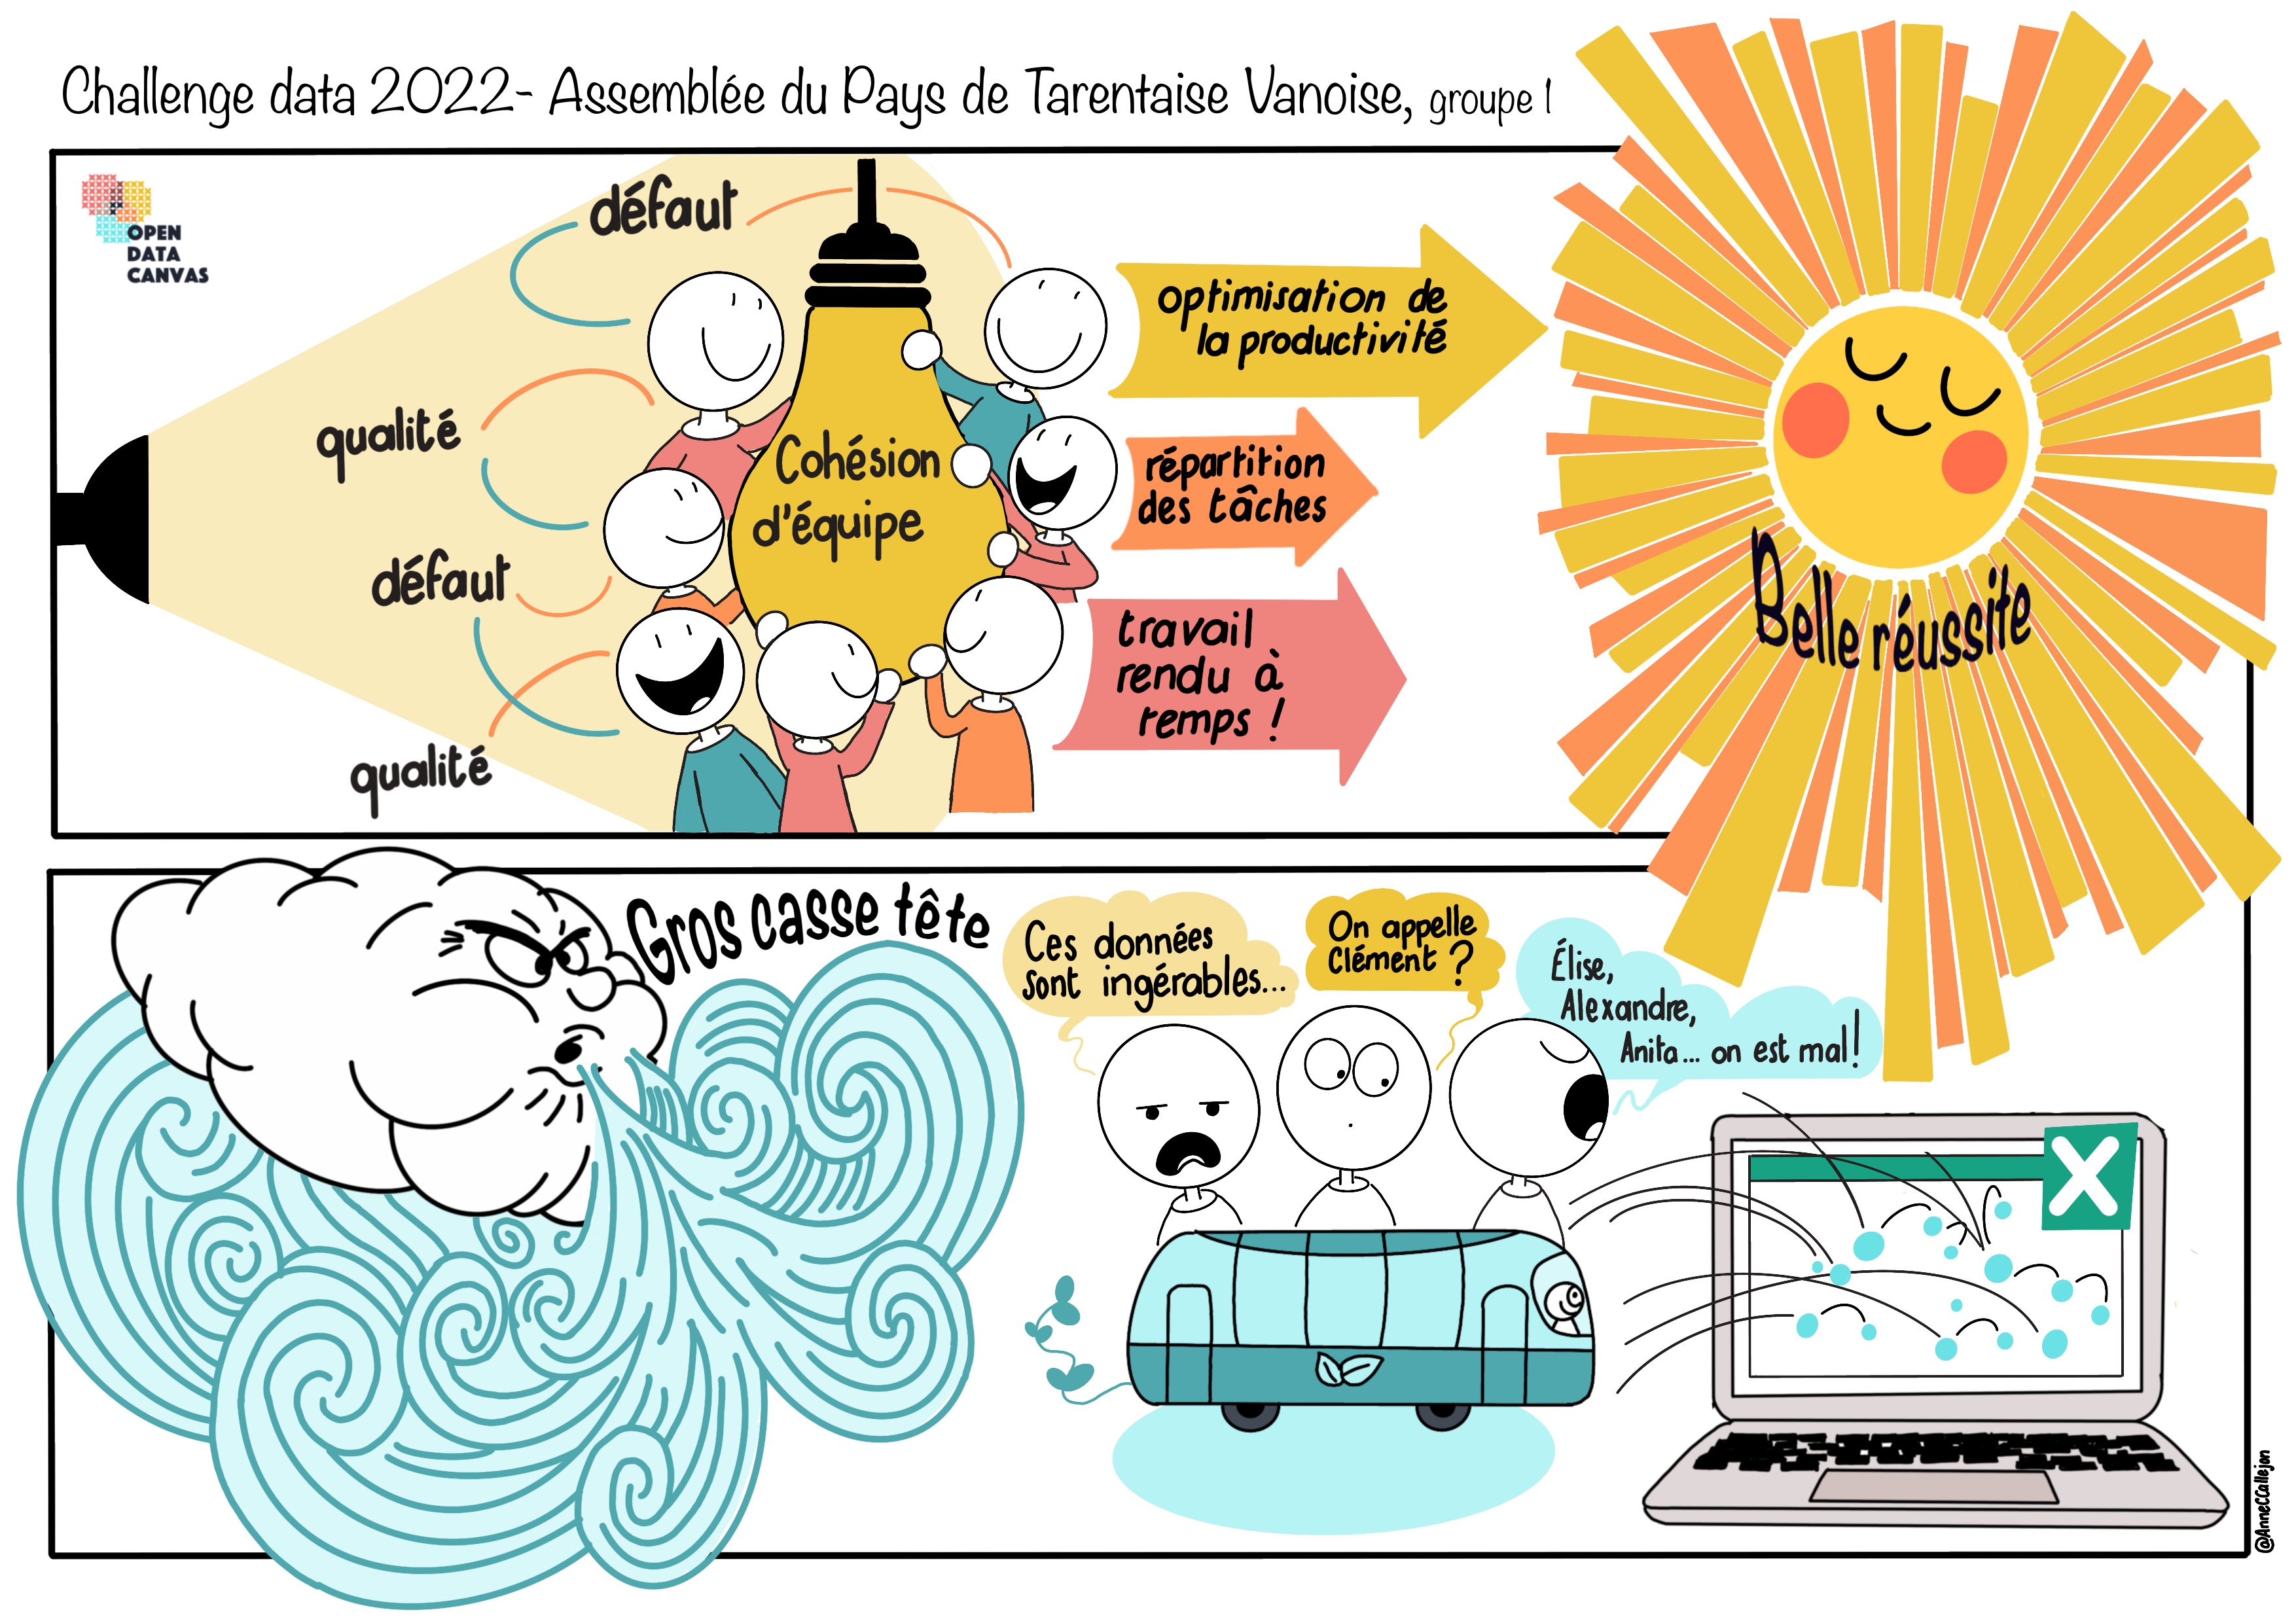 Challenge data 2022- Assemblée du Pays de Tarentaise Vanoise, groupe 1
OPEN
DATA
CANVAS
défaut
qualité
défaut
qualité
Cohésion
d'équipe
optimisation de
la productivité
répartition
des tâches
travail
rendu à
temps !
Belle réussite
Gros casse tête
Ces données
sont ingérables...
On appelle
Clément ?
Élise,
Alexandre,
Anita... on est mal !
X
@AnneCCallejon